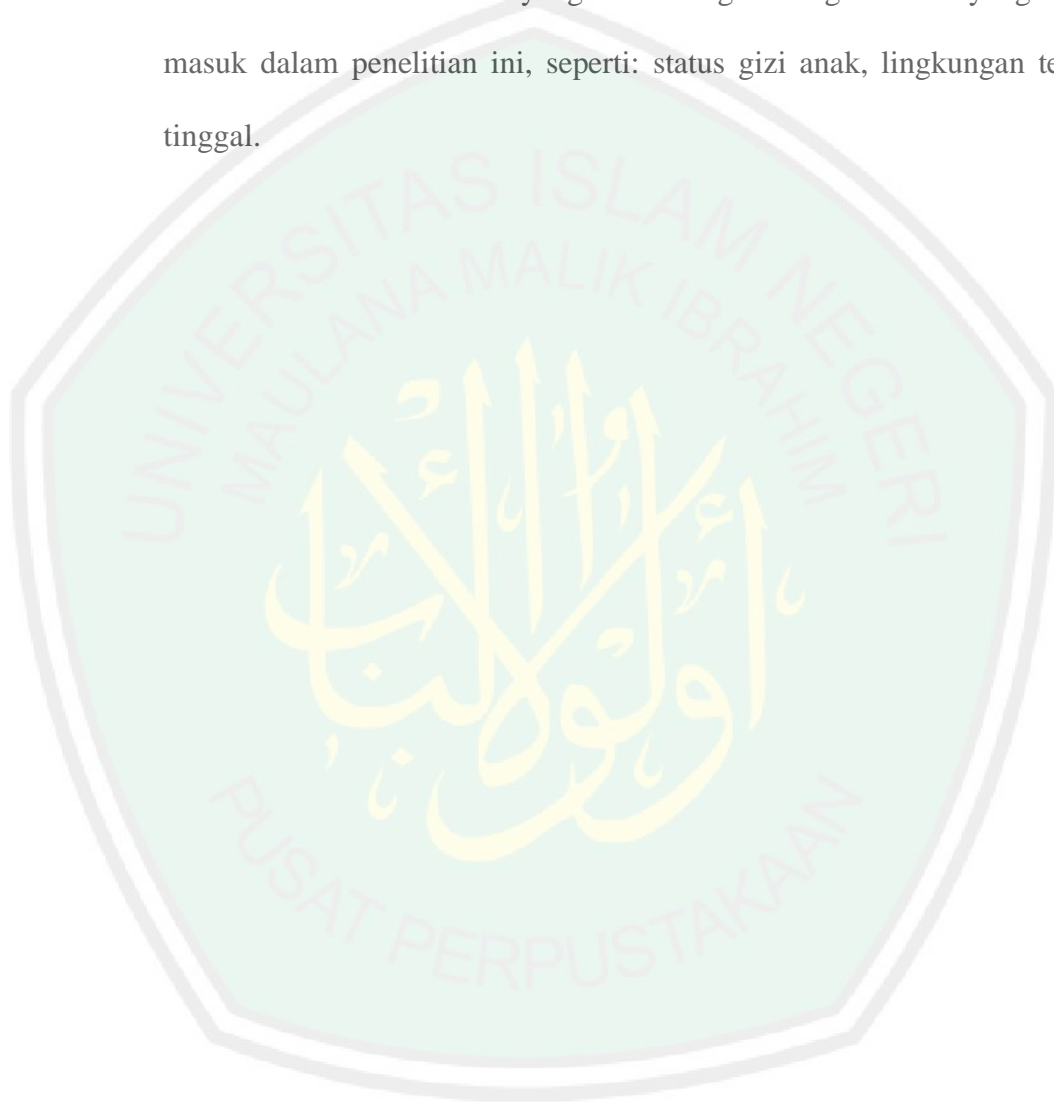 masuk dalam penelitian ini, seperti: status gizi anak, lingkungan te
tinggal.
UNIVERSITAS ISLAM NEGERI
MAULANA MALIK IBRAHIM
أولوا الألباب
PUSAT PERPUSTAKAAN